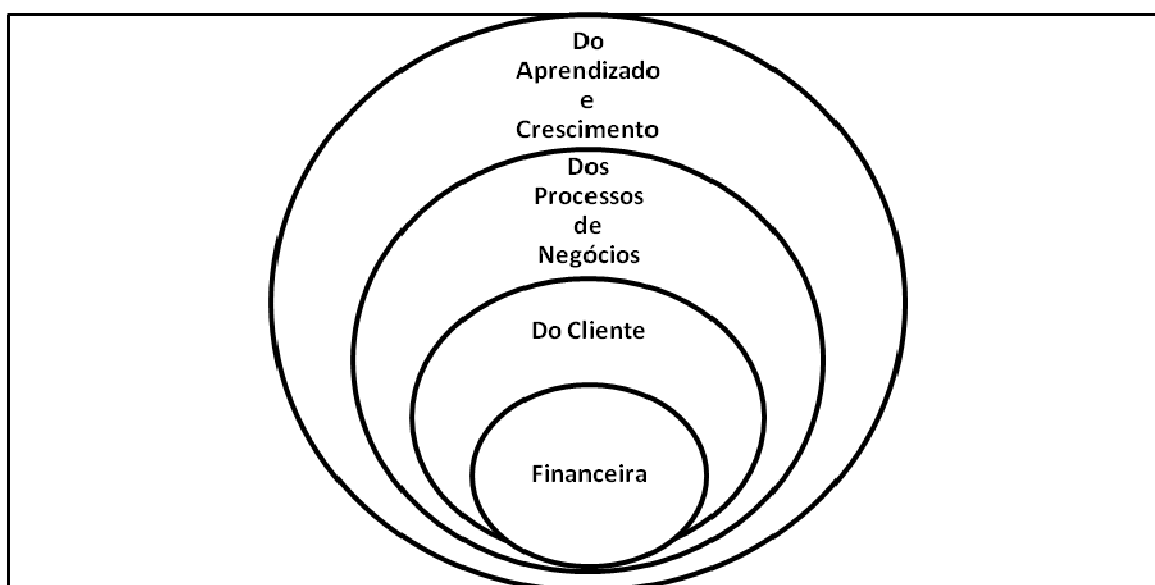 Do
Aprendizado
e
Crescimento
Dos
Processos
de
Negócios
Do Cliente
Financeira